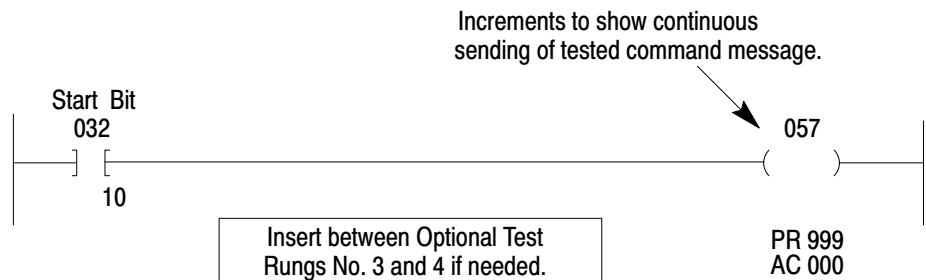 Increments to show continuous
sending of tested command message.
Start Bit
032
057
10
Insert between Optional Test
Rungs No. 3 and 4 if needed.
PR 999
AC 000